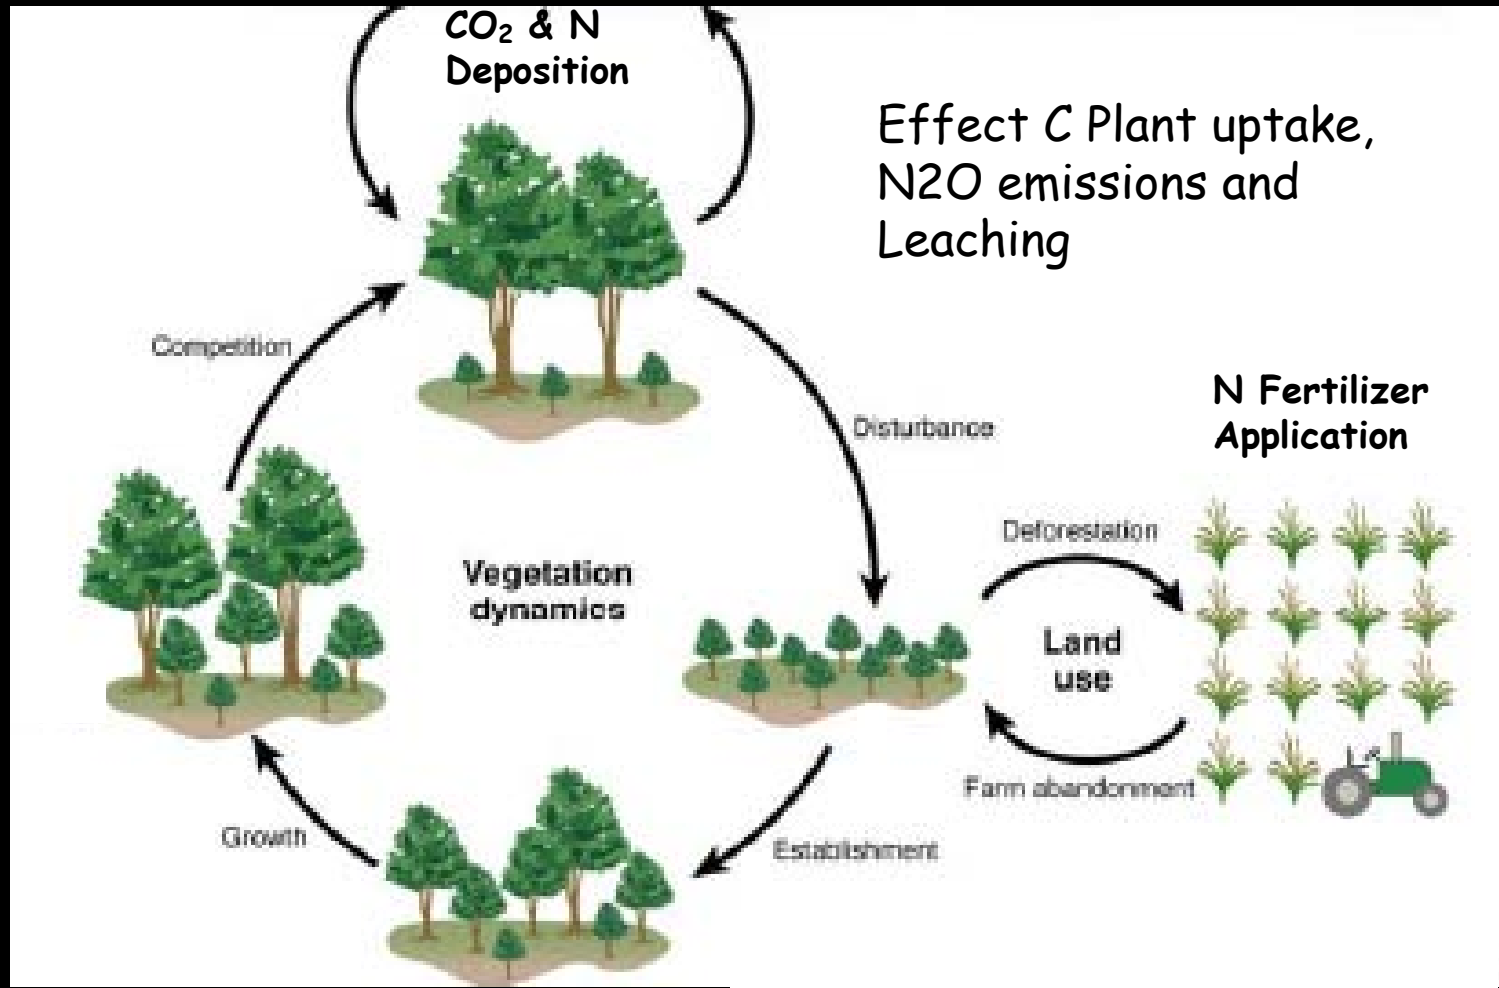 CO₂ & N
Deposition
Effect C Plant uptake,
N2O emissions and
Leaching
Competition
N Fertilizer
Application
Disturbance
Deforestation
Vegetation
dynamics
Land
use
Farm abandonment
Growth
Establishment